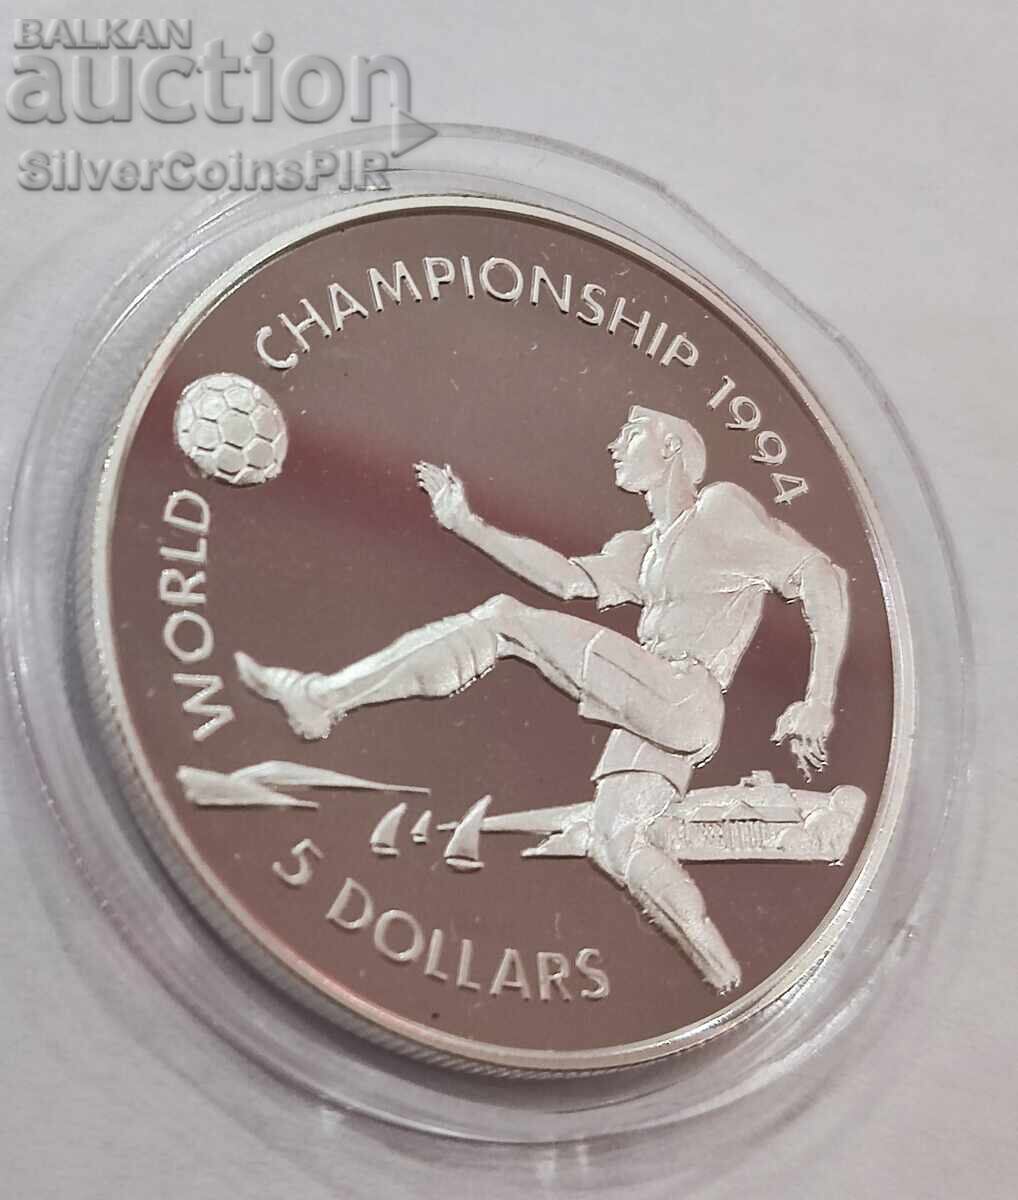 BALKAN
auction
SilverCoinsPIR
WORLD CHAMPIONSHIP 1994
5 DOLLARS